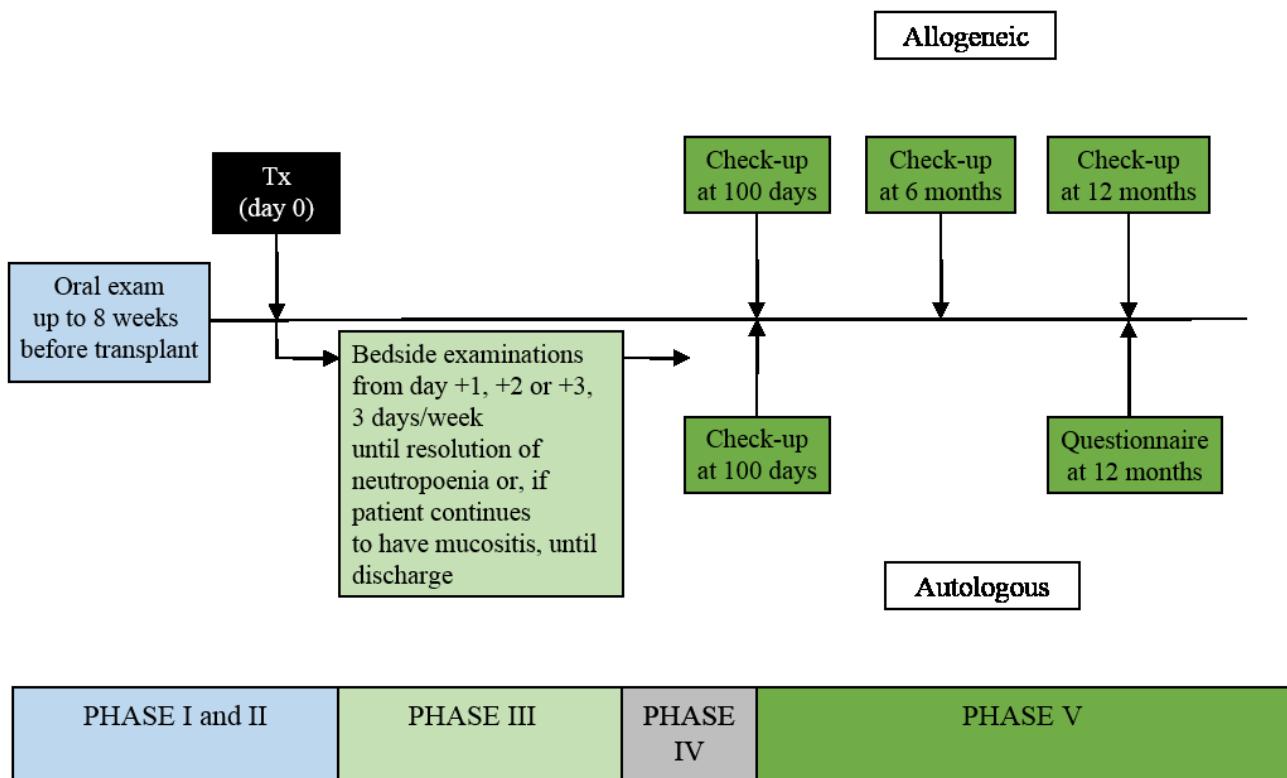 Allogeneic
Tx
(day 0)
Check-up
at 100 days
Check-up
at 6 months
Check-up
at 12 months
Oral exam
up to 8 weeks
before transplant
Bedside examinations
from day +1, +2 or +3,
3 days/week
until resolution of
neutropoenia or, if
patient continues
to have mucositis, until
discharge
Check-up
at 100 days
Questionnaire
at 12 months
Autologous
PHASE I and II
PHASE III
PHASE
IV
PHASE V